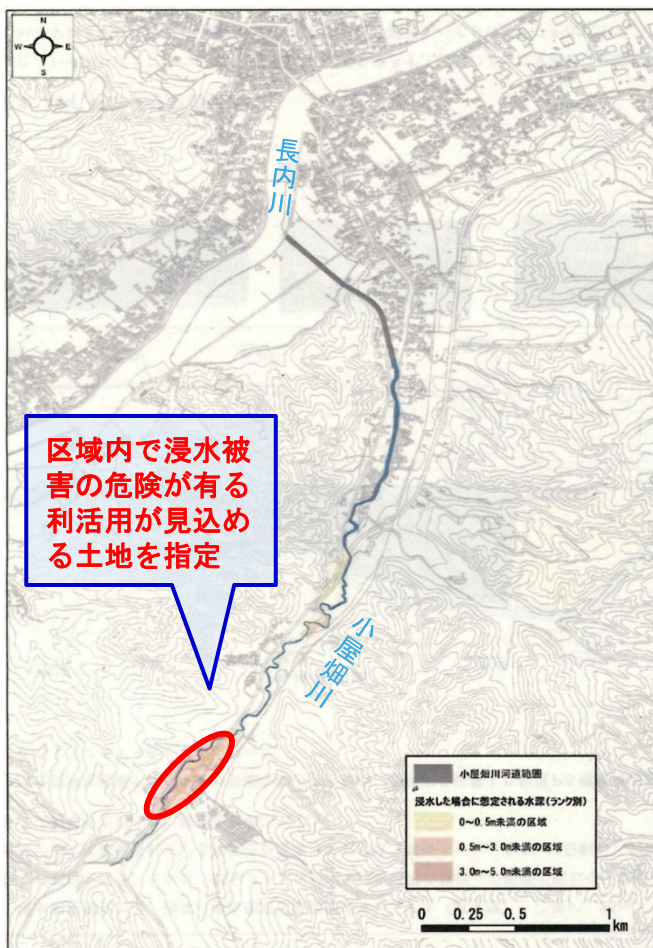 N
W E
S
長内川
区域内で浸水被
害の危険が有る
利活用が見込め
る土地を指定
小屋畑川
小屋畑川河道範囲
浸水した場合に想定される水深(ランク別)
0~0.5m未満の区域
0.5m~3.0m未満の区域
3.0m~5.0m未満の区域
0 0.25 0.5 1
km